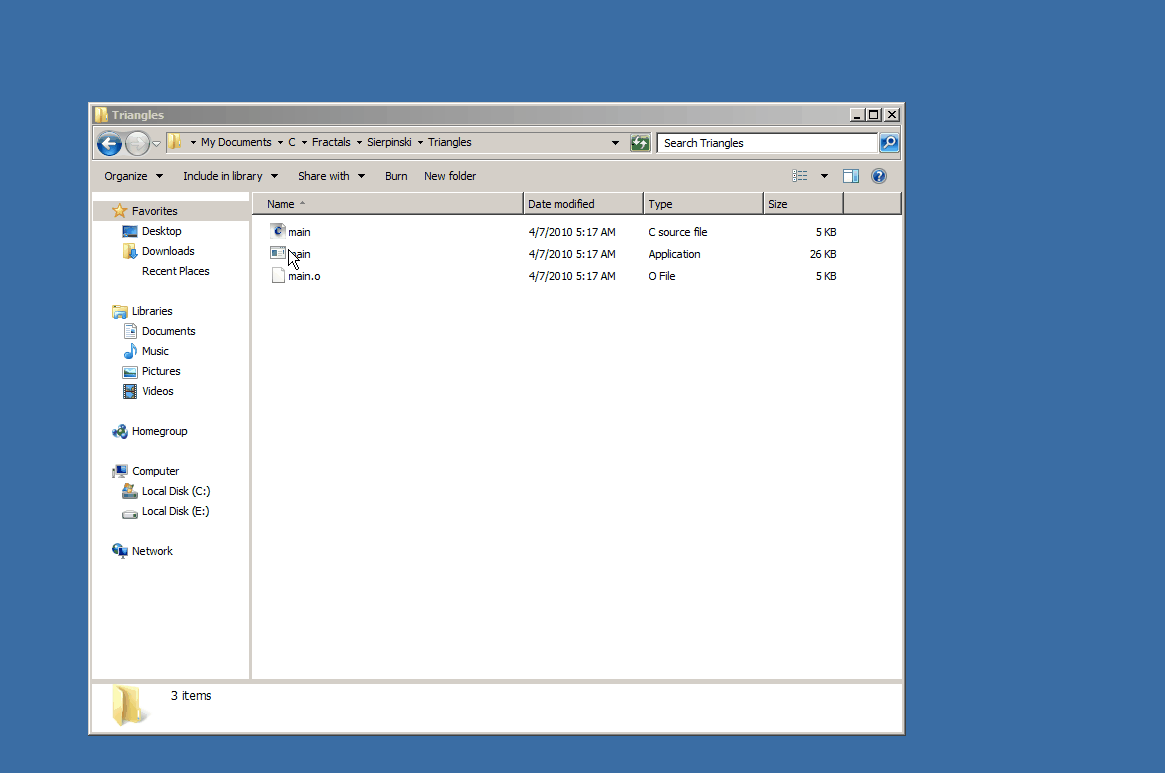 Triangles
My Documents C Fractals Sierpinski Triangles Search Triangles
Organize Include in library Share with Burn New folder
Name Date modified Type Size
main 4/7/2010 5:17 AM C source file 5 KB
4/7/2010 5:17 AM Application 26 KB
main.o 4/7/2010 5:17 AM O File 5 KB
Favorites
Desktop
Downloads
Recent Places
Libraries
Documents
Music
Pictures
Videos
Homegroup
Computer
Local Disk (C:)
Local Disk (E:)
Network
3 items